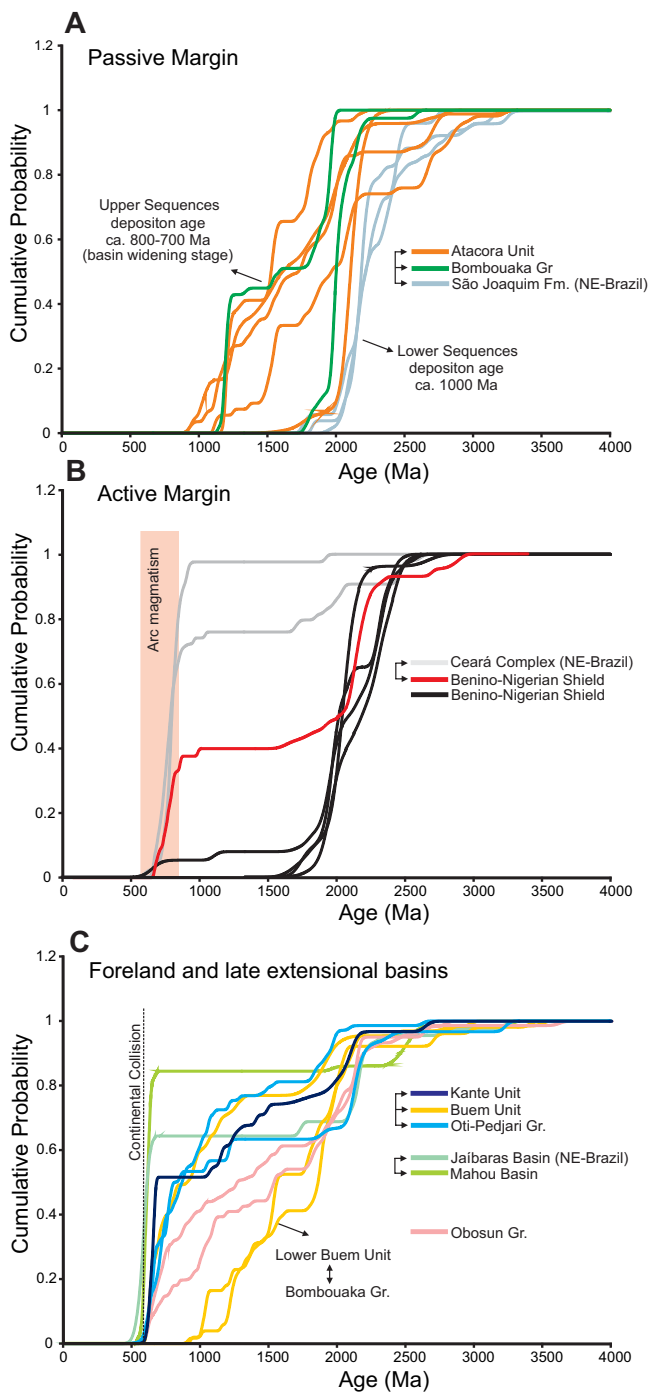 A
Passive Margin
1.2
1
0.8
0.6
0.4
0.2
0
Cumulative Probability
Upper Sequences
depositon age
ca. 800-700 Ma
(basin widening stage)
Atacora Unit
Bombouaka Gr
São Joaquim Fm. (NE-Brazil)
Lower Sequences
depositon age
ca. 1000 Ma
0 500 1000 1500 2000 2500 3000 3500 4000
Age (Ma)
B
Active Margin
1.2
1
0.8
0.6
0.4
0.2
0
Cumulative Probability
Arc magmatism
Ceará Complex (NE-Brazil)
Benino-Nigerian Shield
Benino-Nigerian Shield
0 500 1000 1500 2000 2500 3000 3500 4000
Age (Ma)
C
Foreland and late extensional basins
1.2
1
0.8
0.6
0.4
0.2
0
Cumulative Probability
Continental Collision
Kante Unit
Buem Unit
Oti-Pedjari Gr.
Jaíbaras Basin (NE-Brazil)
Mahou Basin
Obosun Gr.
Lower Buem Unit
Bombouaka Gr.
0 500 1000 1500 2000 2500 3000 3500 4000
Age (Ma)